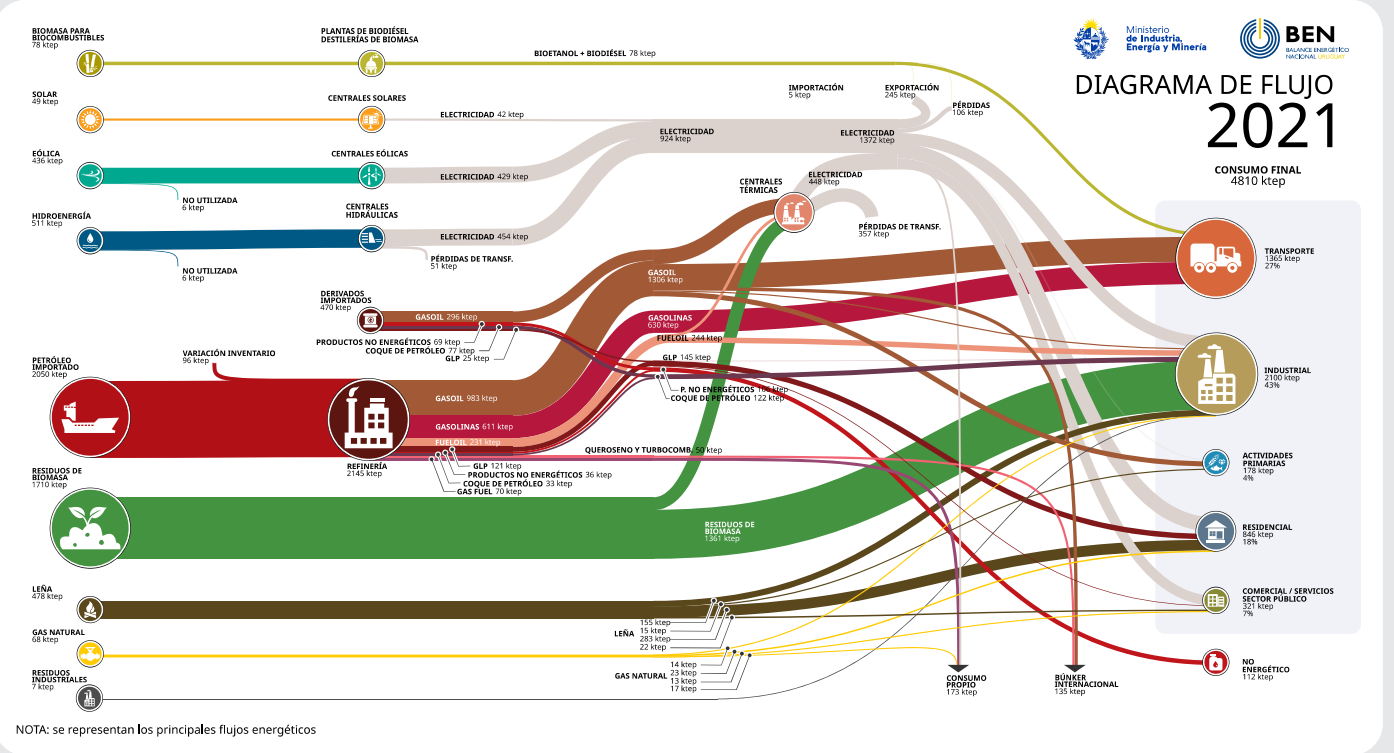 BIOMASA PARA
BIOCOMBUSTIBLES
78 ktep
PLANTAS DE BIODIÉSEL
DESTILERÍAS DE BIOMASA
BIOETANOL + BIODIÉSEL 78 ktep
Ministerio
de Industria,
Energía y Minería
BEN
BALANCE ENERGÉTICO
NACIONAL URUGUAY
DIAGRAMA DE FLUJO
2021
CONSUMO FINAL
4810 ktep
SOLAR
49 ktep
CENTRALES SOLARES
ELECTRICIDAD 42 ktep
IMPORTACIÓN
5 ktep
EXPORTACIÓN
245 ktep
PÉRDIDAS
106 ktep
ELECTRICIDAD
924 ktep
ELECTRICIDAD
1372 ktep
EÓLICA
436 ktep
CENTRALES EÓLICAS
ELECTRICIDAD 429 ktep
NO UTILIZADA
6 ktep
CENTRALES
TÉRMICAS
ELECTRICIDAD
448 ktep
PÉRDIDAS DE TRANSF.
357 ktep
HIDROENERGÍA
511 ktep
CENTRALES
HIDRÁULICAS
ELECTRICIDAD 454 ktep
NO UTILIZADA
6 ktep
PÉRDIDAS DE TRANSF.
51 ktep
DERIVADOS
IMPORTADOS
470 ktep
GASOIL 296 ktep
PRODUCTOS NO ENERGÉTICOS 69 ktep
COQUE DE PETRÓLEO 77 ktep
GLP 25 ktep
GASOIL
1306 ktep
GASOLINAS
630 ktep
FUELOIL 244 ktep
GLP 145 ktep
P. NO ENERGÉTICOS 106 ktep
COQUE DE PETRÓLEO 122 ktep
TRANSPORTE
1365 ktep
27%
PETRÓLEO
IMPORTADO
2050 ktep
VARIACIÓN INVENTARIO
96 ktep
GASOIL 983 ktep
GASOLINAS 611 ktep
FUELOIL 231 ktep
REFINERÍA
2145 ktep
GLP 121 ktep
PRODUCTOS NO ENERGÉTICOS 36 ktep
COQUE DE PETRÓLEO 33 ktep
GAS FUEL 70 ktep
QUEROSENO Y TURBOCOMB. 50 ktep
INDUSTRIAL
2100 ktep
43%
RESIDUOS DE
BIOMASA
1710 ktep
RESIDUOS DE
BIOMASA
1361 ktep
ACTIVIDADES
PRIMARIAS
178 ktep
4%
RESIDENCIAL
846 ktep
18%
LEÑA
478 ktep
LEÑA
155 ktep
15 ktep
283 ktep
22 ktep
COMERCIAL / SERVICIOS
SECTOR PÚBLICO
321 ktep
7%
GAS NATURAL
68 ktep
GAS NATURAL
14 ktep
23 ktep
13 ktep
17 ktep
RESIDUOS
INDUSTRIALES
7 ktep
CONSUMO
PROPIO
173 ktep
BÚNKER
INTERNACIONAL
135 ktep
NO
ENERGÉTICO
112 ktep
NOTA: se representan los principales flujos energéticos